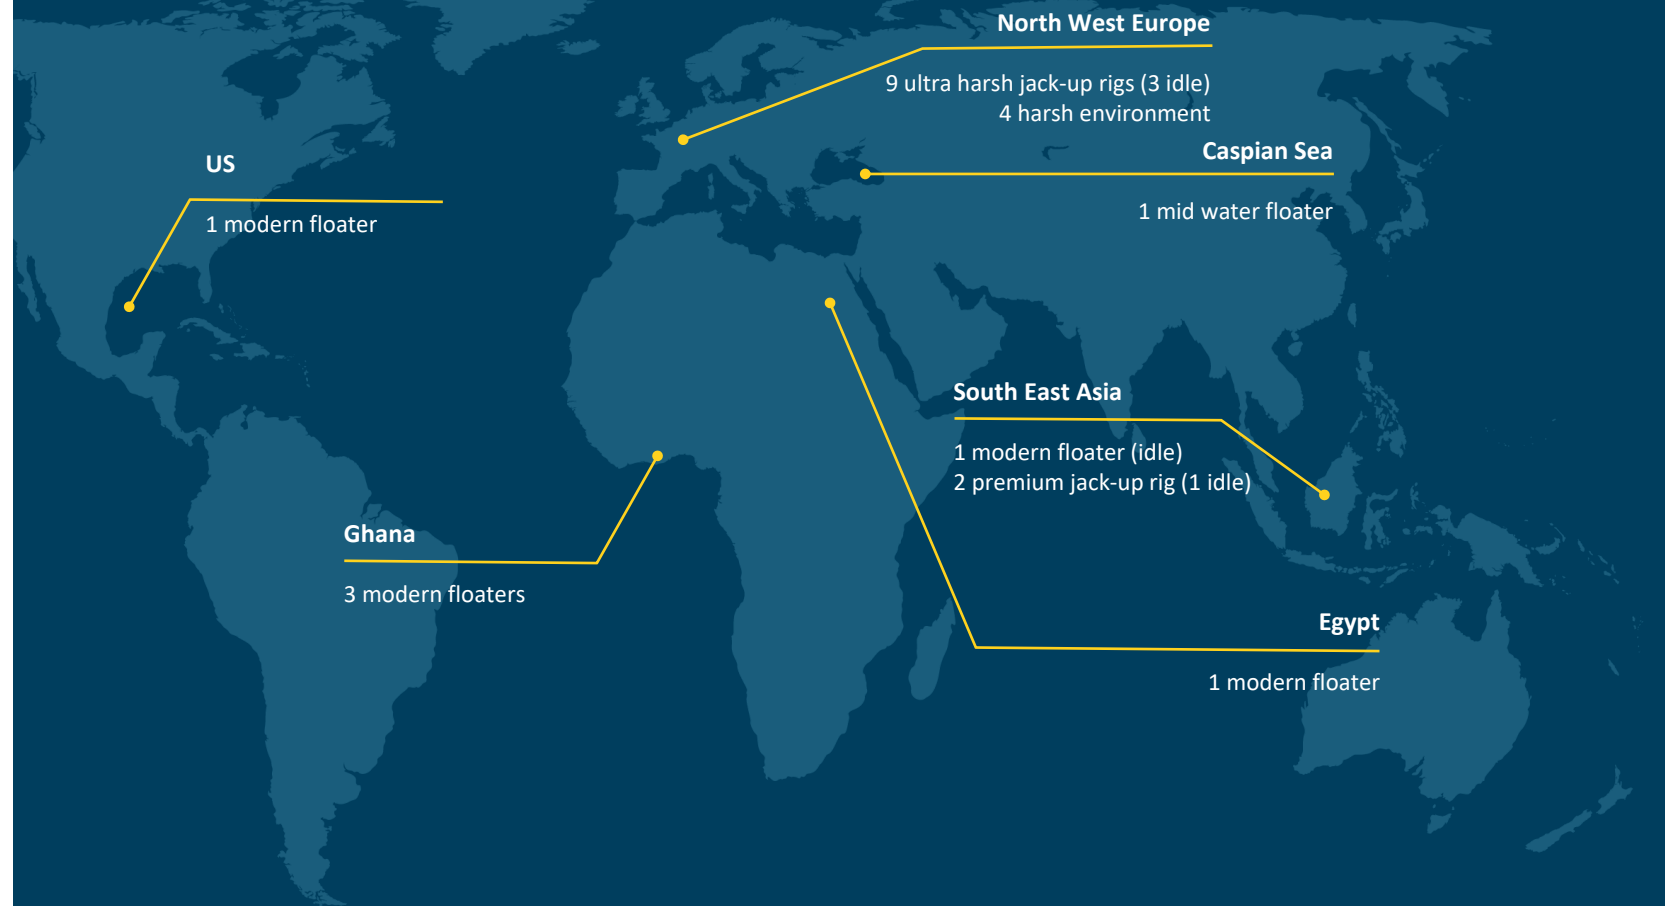 North West Europe
9 ultra harsh jack-up rigs (3 idle)
4 harsh environment
Caspian Sea
1 mid water floater
US
1 modern floater
South East Asia
1 modern floater (idle)
2 premium jack-up rig (1 idle)
Ghana
3 modern floaters
Egypt
1 modern floater